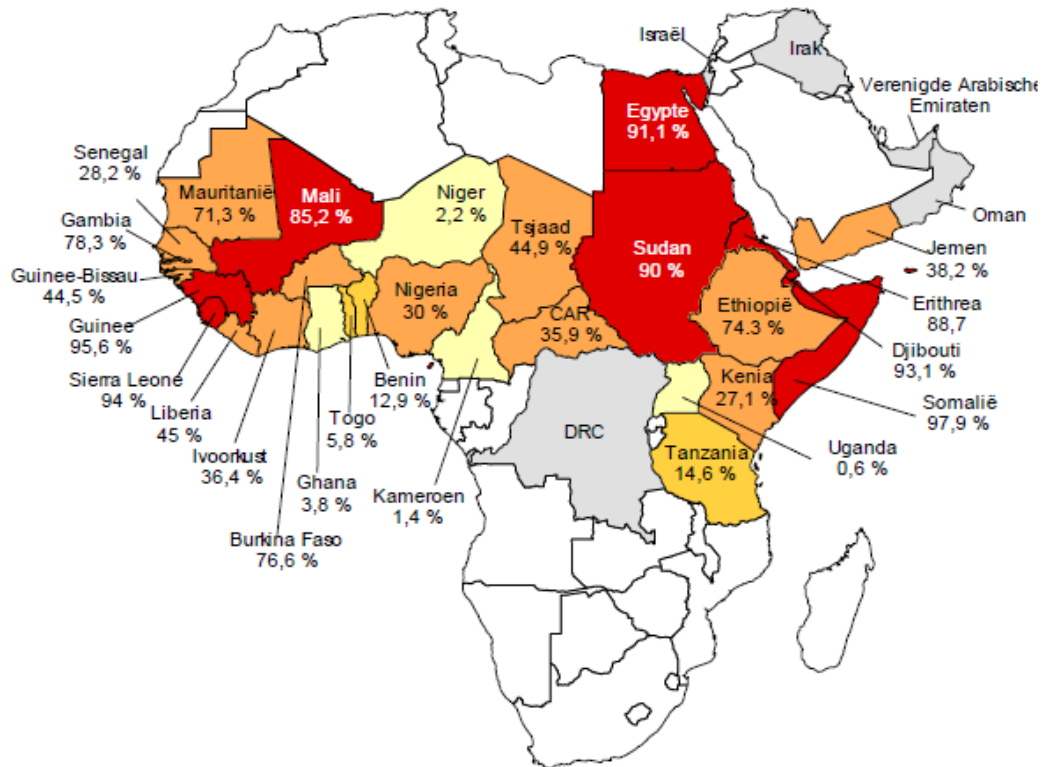 Israël
Irak
Verenigde Arabische
Emiraten
Egypte
91,1 %
Senegal
28,2 %
Mauritanië
71,3 %
Mali
85,2 %
Niger
2,2 %
Tsjaad
44,9 %
Sudan
90 %
Oman
Jemen
38,2 %
Gambia
78,3 %
Guinee-Bissau
44,5 %
Nigeria
30 %
Ethiopië
74.3 %
Erithrea
88,7
Guinee
95,6 %
CAR
35,9 %
Djibouti
93,1 %
Sierra Leone
94 %
Benin
12,9 %
Kenia
27,1 %
Somalië
97,9 %
Liberia
45 %
Togo
5,8 %
DRC
Uganda
0,6 %
Ivoorkust
36,4 %
Ghana
3,8 %
Kameroen
1,4 %
Tanzania
14,6 %
Burkina Faso
76,6 %